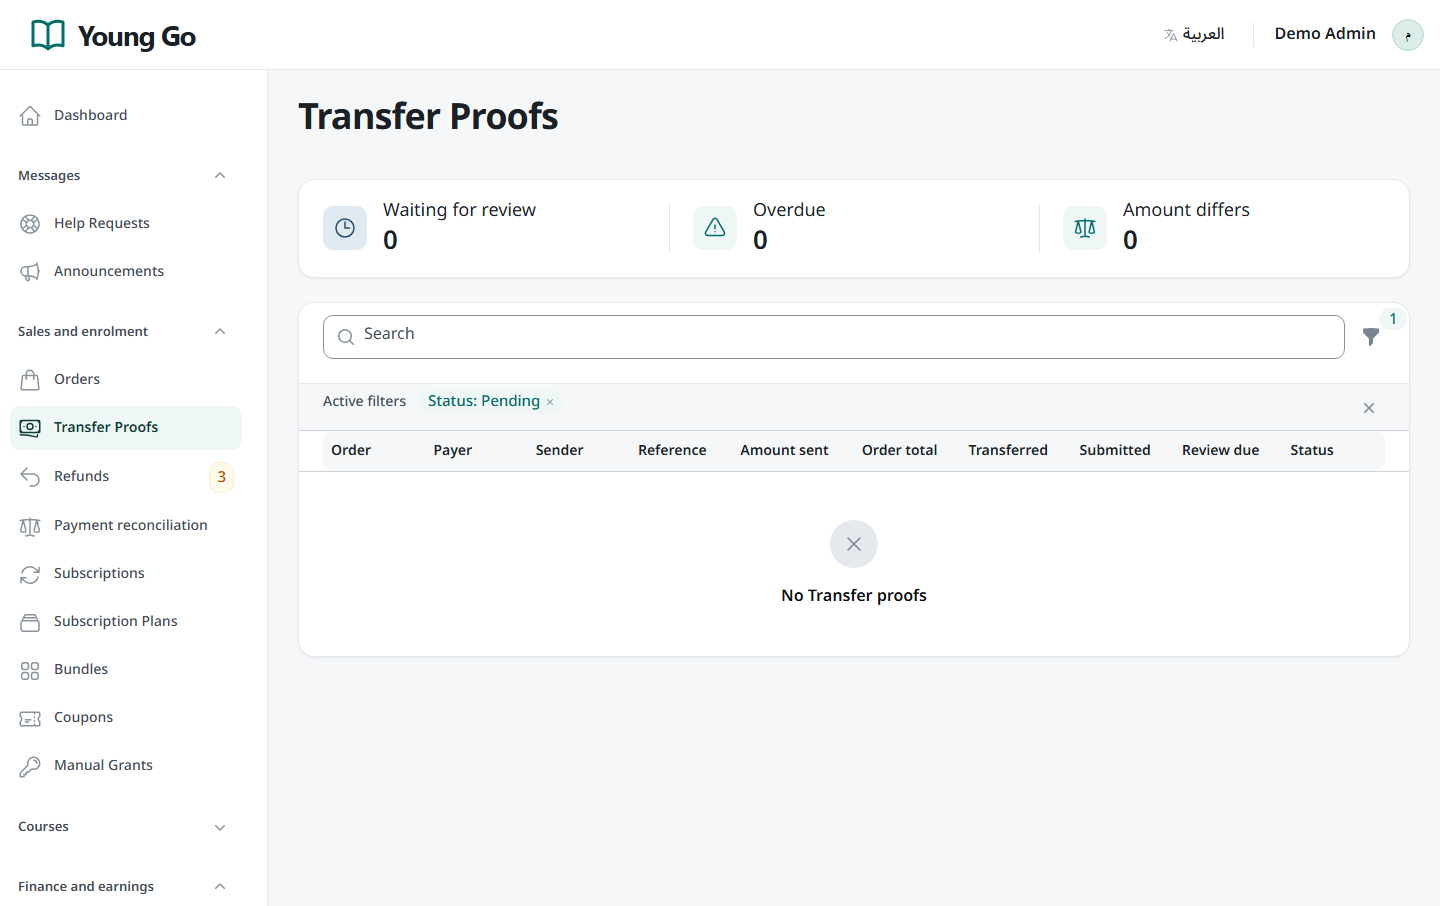 Young Go
العربية
Demo Admin
م
Dashboard
Messages
Help Requests
Announcements
Sales and enrolment
Orders
Transfer Proofs
Refunds 3
Payment reconciliation
Subscriptions
Subscription Plans
Bundles
Coupons
Manual Grants
Courses
Finance and earnings
Transfer Proofs
Waiting for review
0
Overdue
0
Amount differs
0
Search
1
Active filters Status: Pending ×
Order Payer Sender Reference Amount sent Order total Transferred Submitted Review due Status
No Transfer proofs